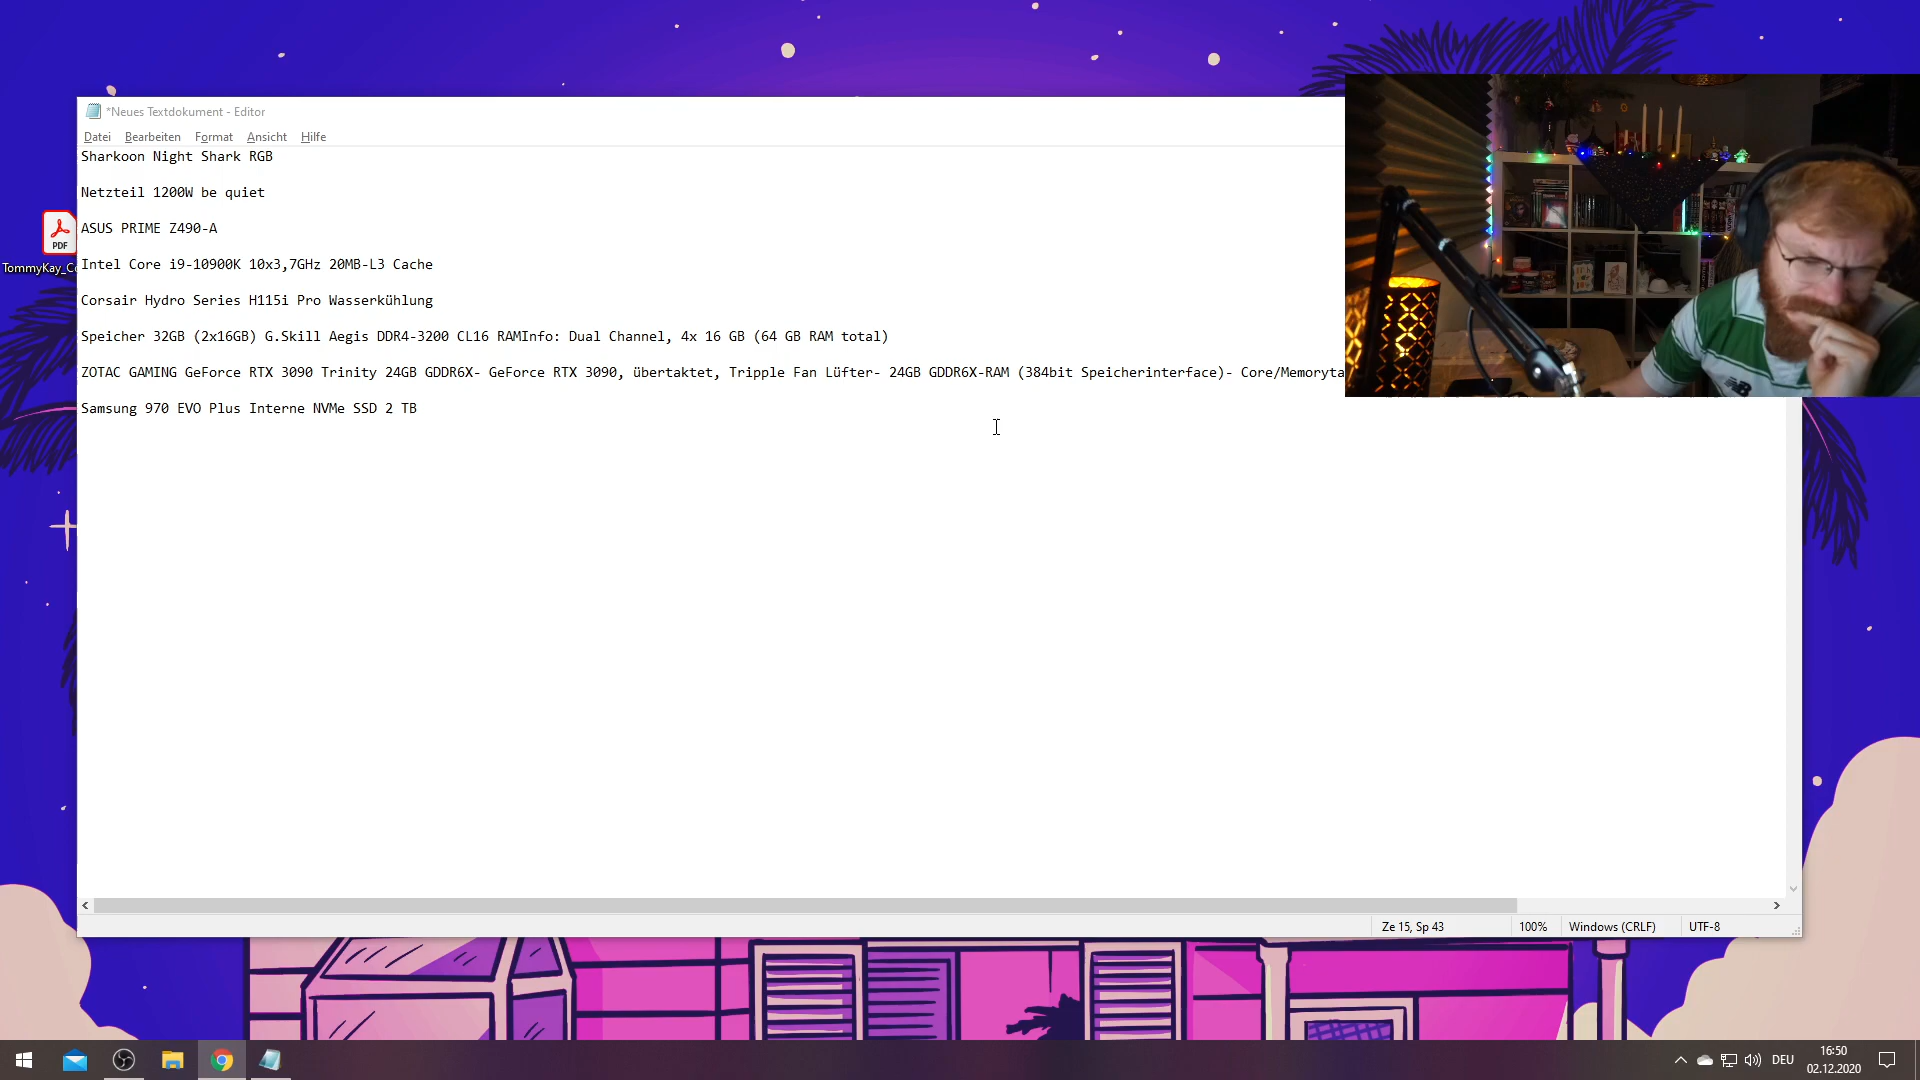 *Neues Textdokument - Editor
Datei Bearbeiten Format Ansicht Hilfe
Sharkoon Night Shark RGB
Netzteil 1200W be quiet
ASUS PRIME Z490-A
Intel Core i9-10900K 10x3,7GHz 20MB-L3 Cache
Corsair Hydro Series H115i Pro Wasserkühlung
Speicher 32GB (2x16GB) G.Skill Aegis DDR4-3200 CL16 RAMInfo: Dual Channel, 4x 16 GB (64 GB RAM total)
ZOTAC GAMING GeForce RTX 3090 Trinity 24GB GDDR6X- GeForce RTX 3090, übertaktet, Tripple Fan Lüfter- 24GB GDDR6X-RAM (384bit Speicherinterface)- Core/Memoryta
Samsung 970 EVO Plus Interne NVMe SSD 2 TB
PDF
TommyKay_C
Ze 15, Sp 43
100%
Windows (CRLF)
UTF-8
DEU
16:50
02.12.2020